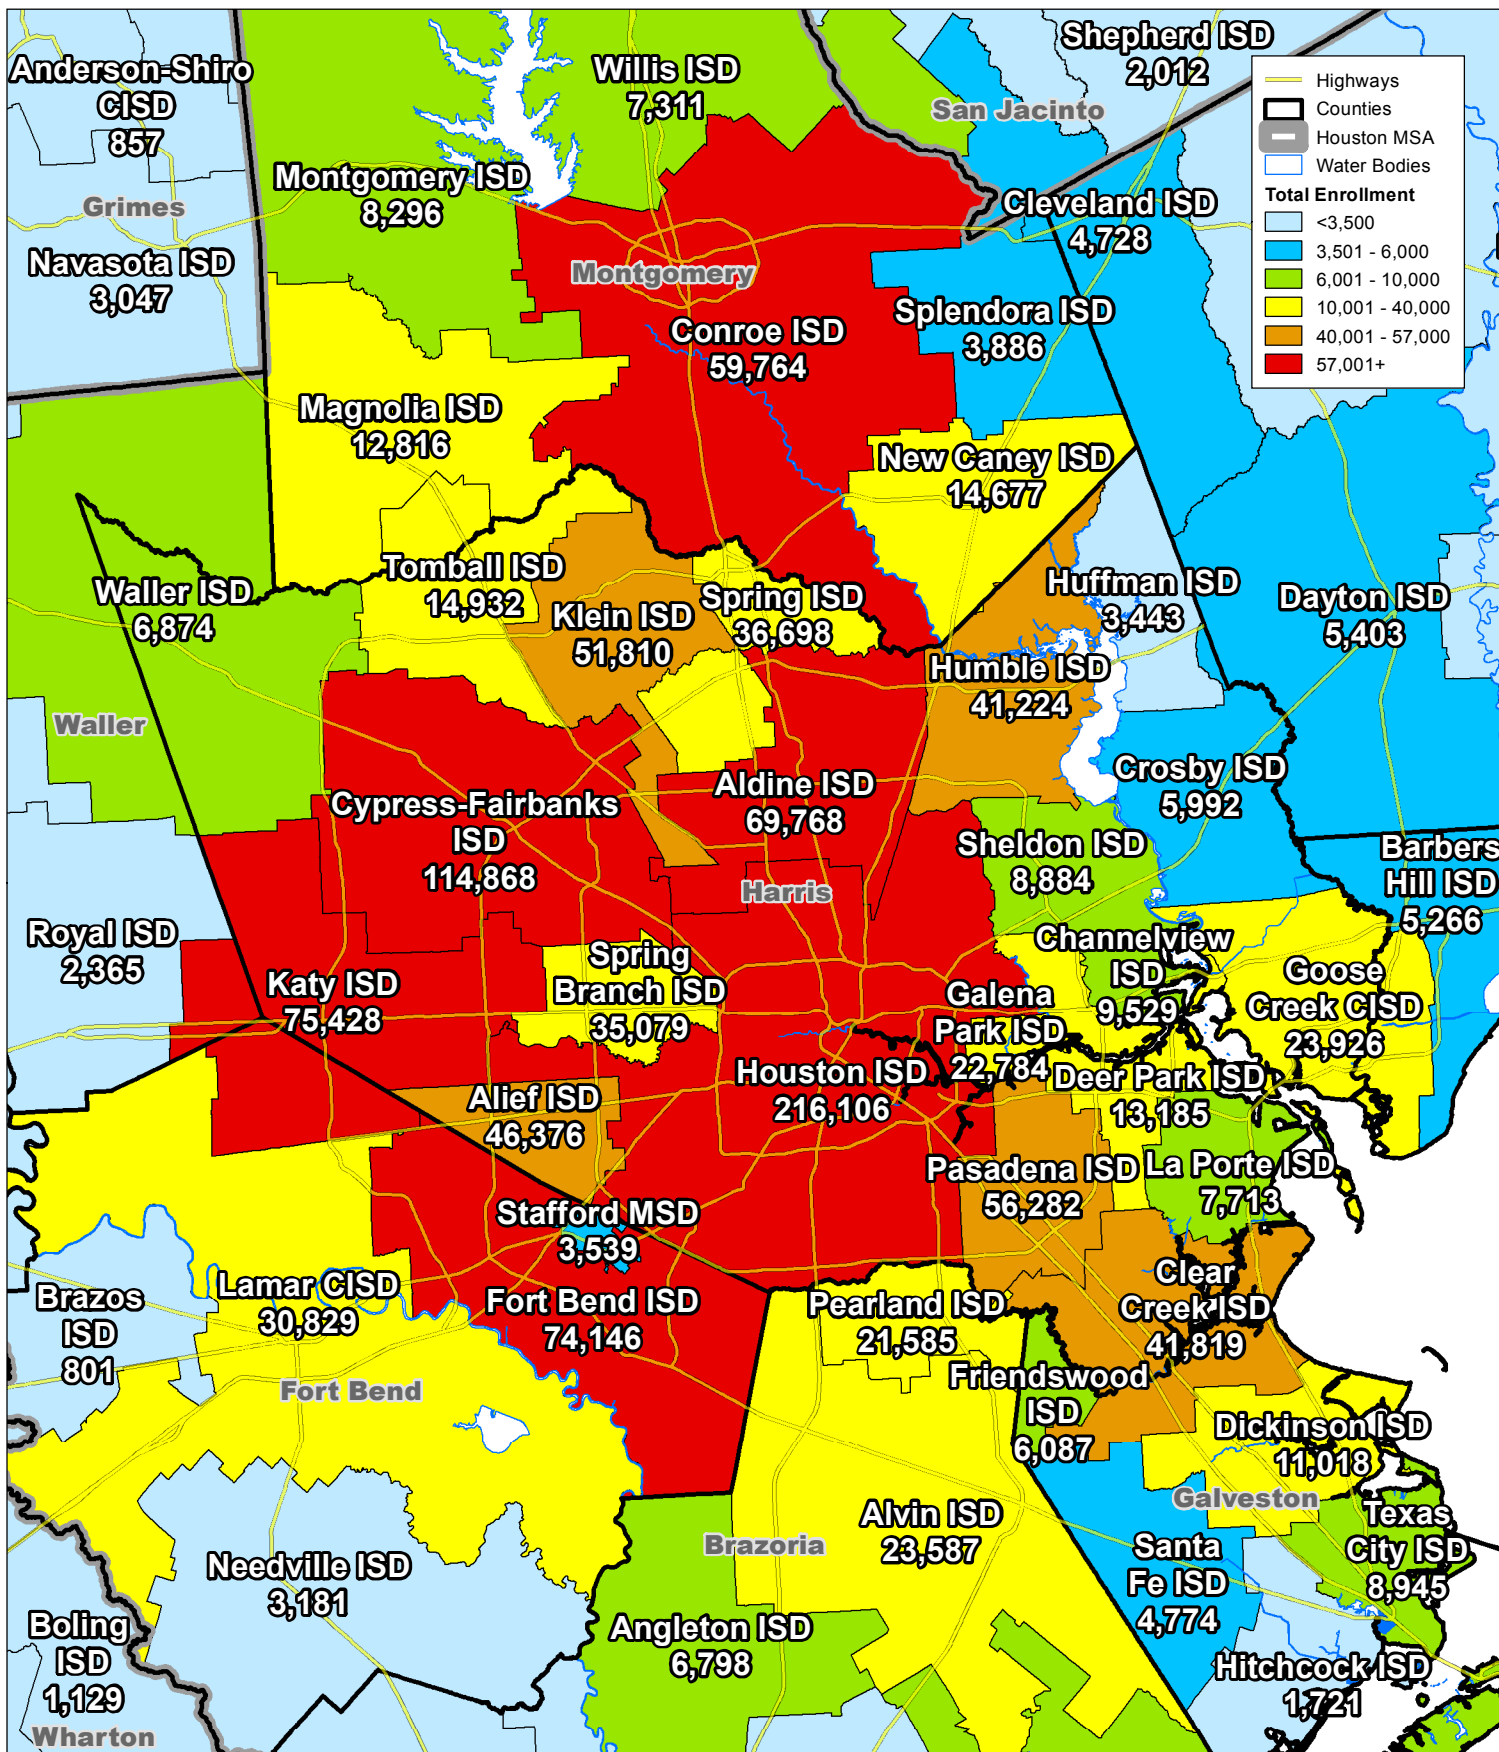 Shepherd ISD
2,012
Anderson-Shiro
CISD
857
Willis ISD
7,311
San Jacinto
Highways
Counties
Houston MSA
Water Bodies
Total Enrollment
<3,500
3,501 - 6,000
6,001 - 10,000
10,001 - 40,000
40,001 - 57,000
57,001+
Montgomery ISD
8,296
Grimes
Cleveland ISD
4,728
Navasota ISD
3,047
Montgomery
Splendora ISD
3,886
Conroe ISD
59,764
Magnolia ISD
12,816
New Caney ISD
14,677
Tomball ISD
14,932
Waller ISD
6,874
Klein ISD
51,810
Spring ISD
36,698
Huffman ISD
3,443
Dayton ISD
5,403
Humble ISD
41,224
Waller
Crosby ISD
5,992
Aldine ISD
69,768
Cypress-Fairbanks
ISD
114,868
Sheldon ISD
8,884
Barbers
Hill ISD
5,266
Harris
Royal ISD
2,365
Channelview
ISD
9,529
Spring
Branch ISD
35,079
Katy ISD
75,428
Goose
Creek CISD
23,926
Galena
Park ISD
22,784
Houston ISD
216,106
Deer Park ISD
13,185
Alief ISD
46,376
Pasadena ISD
56,282
La Porte ISD
7,713
Stafford MSD
3,539
Lamar CISD
30,829
Brazos
ISD
801
Fort Bend ISD
74,146
Pearland ISD
21,585
Clear
Creek ISD
41,819
Fort Bend
Friendswood
ISD
6,087
Dickinson ISD
11,018
Galveston
Alvin ISD
23,587
Texas
City ISD
8,945
Brazoria
Needville ISD
3,181
Santa
Fe ISD
4,774
Boling
ISD
1,129
Angleton ISD
6,798
Hitchcock ISD
1,721
Wharton